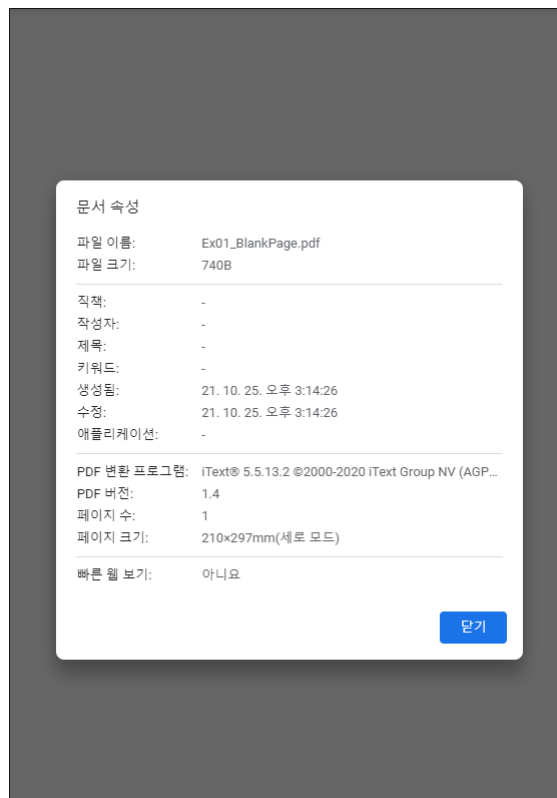 문서 속성
파일 이름: Ex01_BlankPage.pdf
파일 크기: 740B
직책: -
작성자: -
제목: -
키워드: -
생성됨: 21. 10. 25. 오후 3:14:26
수정: 21. 10. 25. 오후 3:14:26
애플리케이션: -
PDF 변환 프로그램: iText® 5.5.13.2 ©2000-2020 iText Group NV (AGP...
PDF 버전: 1.4
페이지 수: 1
페이지 크기: 210×297mm(세로 모드)
빠른 웹 보기: 아니요
닫기